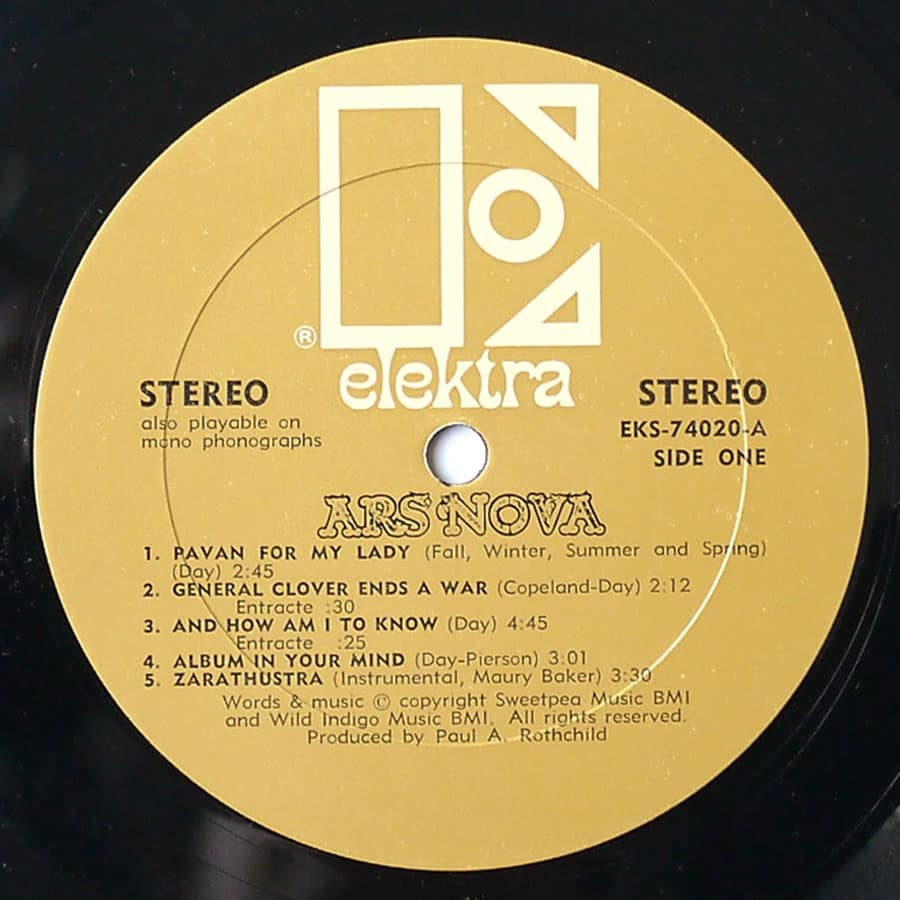 ®
elektra
STEREO
also playable on
mono phonographs
STEREO
EKS-74020-A
SIDE ONE
ARS NOVA
1. PAVAN FOR MY LADY (Fall, Winter, Summer and Spring)
(Day) 2:45
2. GENERAL CLOVER ENDS A WAR (Copeland-Day) 2:12
Entracte :30
3. AND HOW AM I TO KNOW (Day) 4:45
Entracte :25
4. ALBUM IN YOUR MIND (Day-Pierson) 3:01
5. ZARATHUSTRA (Instrumental, Maury Baker) 3:30
Words & music © copyright Sweetpea Music BMI
and Wild Indigo Music BMI. All rights reserved.
Produced by Paul A. Rothchild